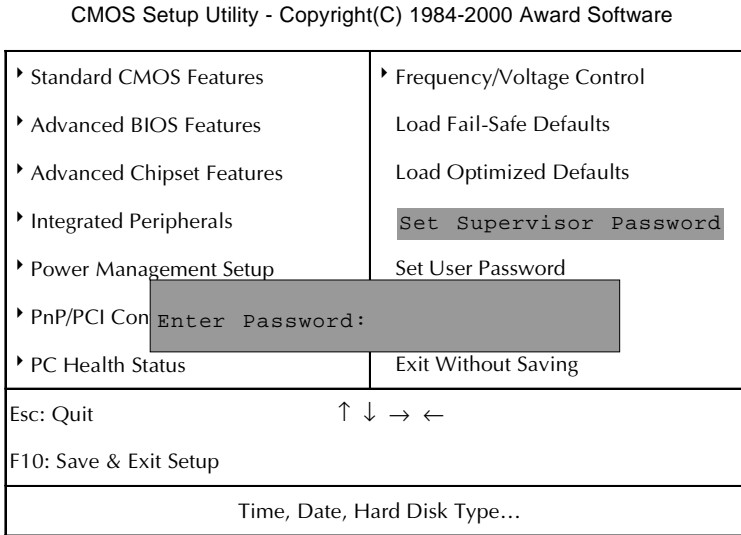 CMOS Setup Utility - Copyright(C) 1984-2000 Award Software
Standard CMOS Features
Advanced BIOS Features
Advanced Chipset Features
Integrated Peripherals
Power Management Setup
PnP/PCI Con
PC Health Status
Frequency/Voltage Control
Load Fail-Safe Defaults
Load Optimized Defaults
Set Supervisor Password
Set User Password
Exit Without Saving
Enter Password:
Esc: Quit ↑ ↓ → ←
F10: Save & Exit Setup
Time, Date, Hard Disk Type…